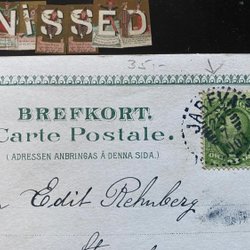 NiSSED
35.-
BREFKORT.
Carte Postale.
(ADRESSEN ANBRINGAS Å DENNA SIDA.)
Edit Rehnberg